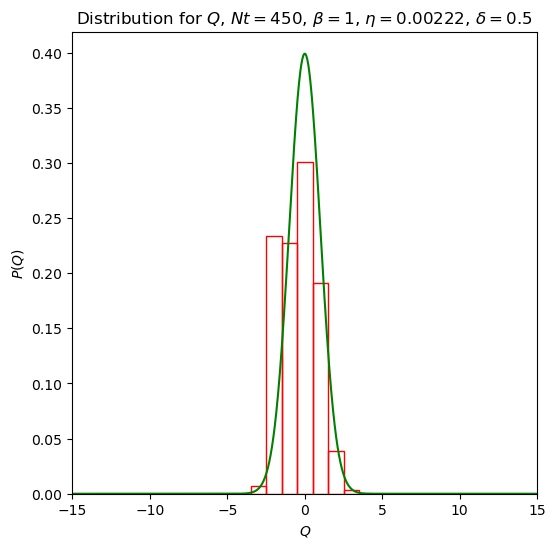 Distribution for Q, Nt = 450, β = 1, η = 0.00222, δ = 0.5
0.40
0.35
0.30
0.25
0.20
0.15
0.10
0.05
0.00
P(Q)
−15 −10 −5 0 5 10 15
Q